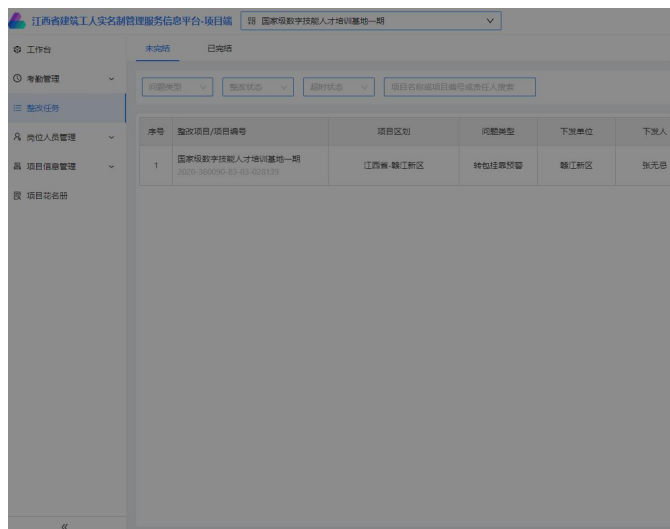 江西省建筑工人实名制管理服务信息平台-项目端 国家级数字技能人才培训基地一期
工作台
未完结 已完结
考勤管理
问题类型 整改状态 超时状态 项目名称或项目编号或责任人搜索
整改任务
岗位人员管理
序号 整改项目/项目编号 项目区划 问题类型 下发单位 下发人
项目信息管理
1 国家级数字技能人才培训基地一期 江西省-赣江新区 转包挂靠预警 赣江新区 张无忌
2020-360090-83-03-028139
项目花名册
«